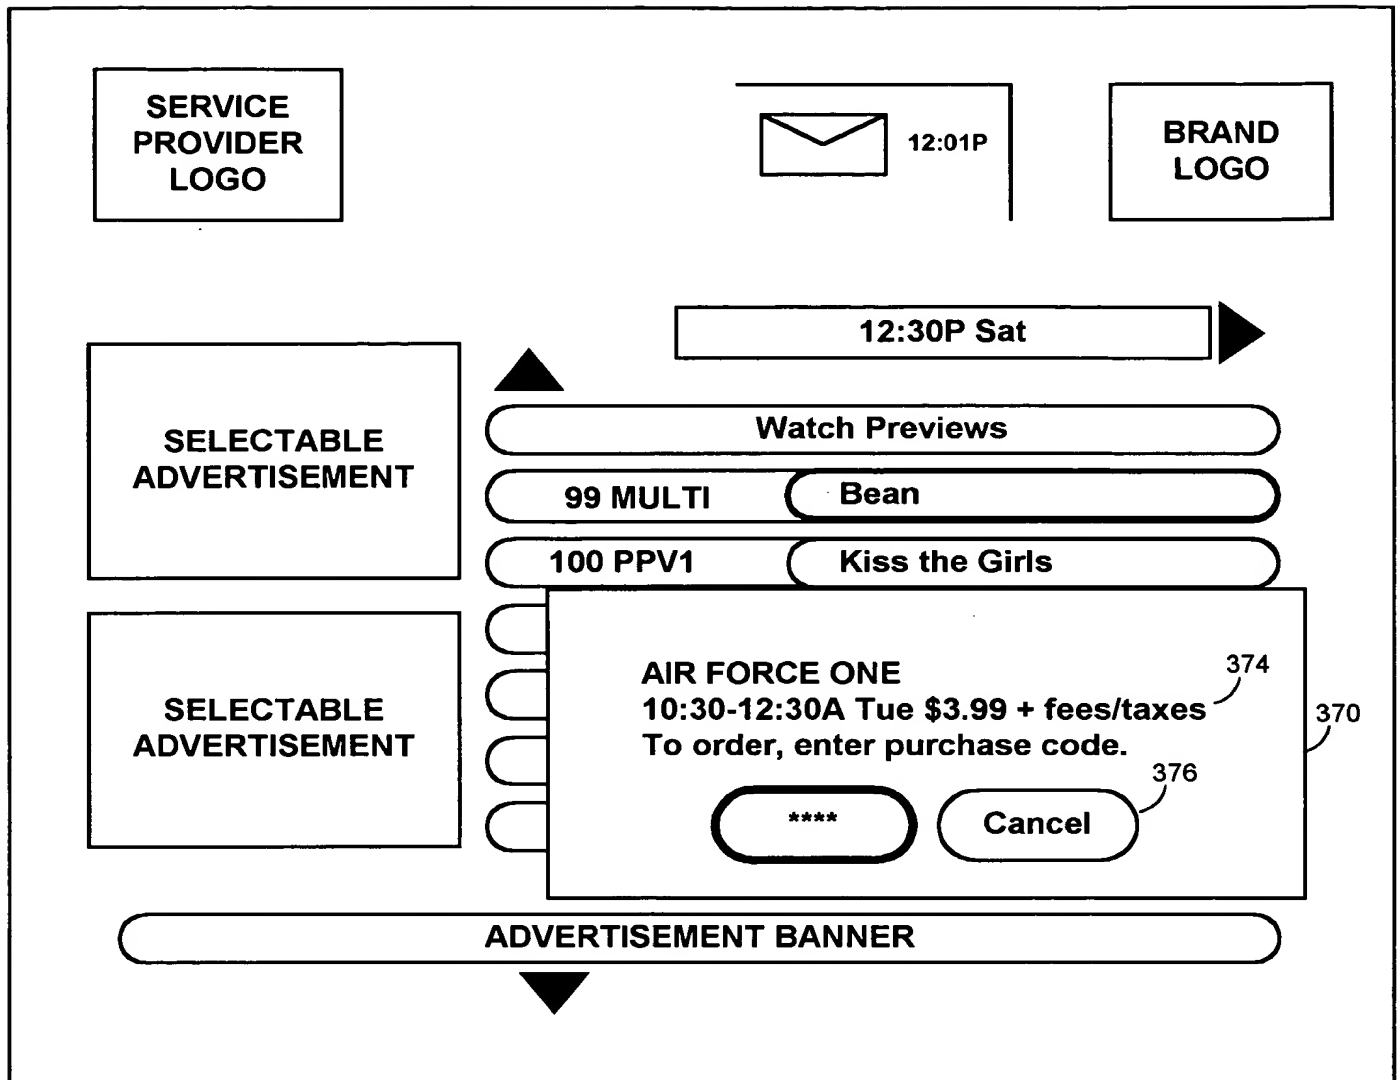 SERVICE
PROVIDER
LOGO
12:01P
BRAND
LOGO
12:30P Sat
SELECTABLE
ADVERTISEMENT
Watch Previews
99 MULTI Bean
100 PPV1 Kiss the Girls
SELECTABLE
ADVERTISEMENT
AIR FORCE ONE
374
10:30-12:30A Tue $3.99 + fees/taxes
370
To order, enter purchase code.
376
**** Cancel
ADVERTISEMENT BANNER